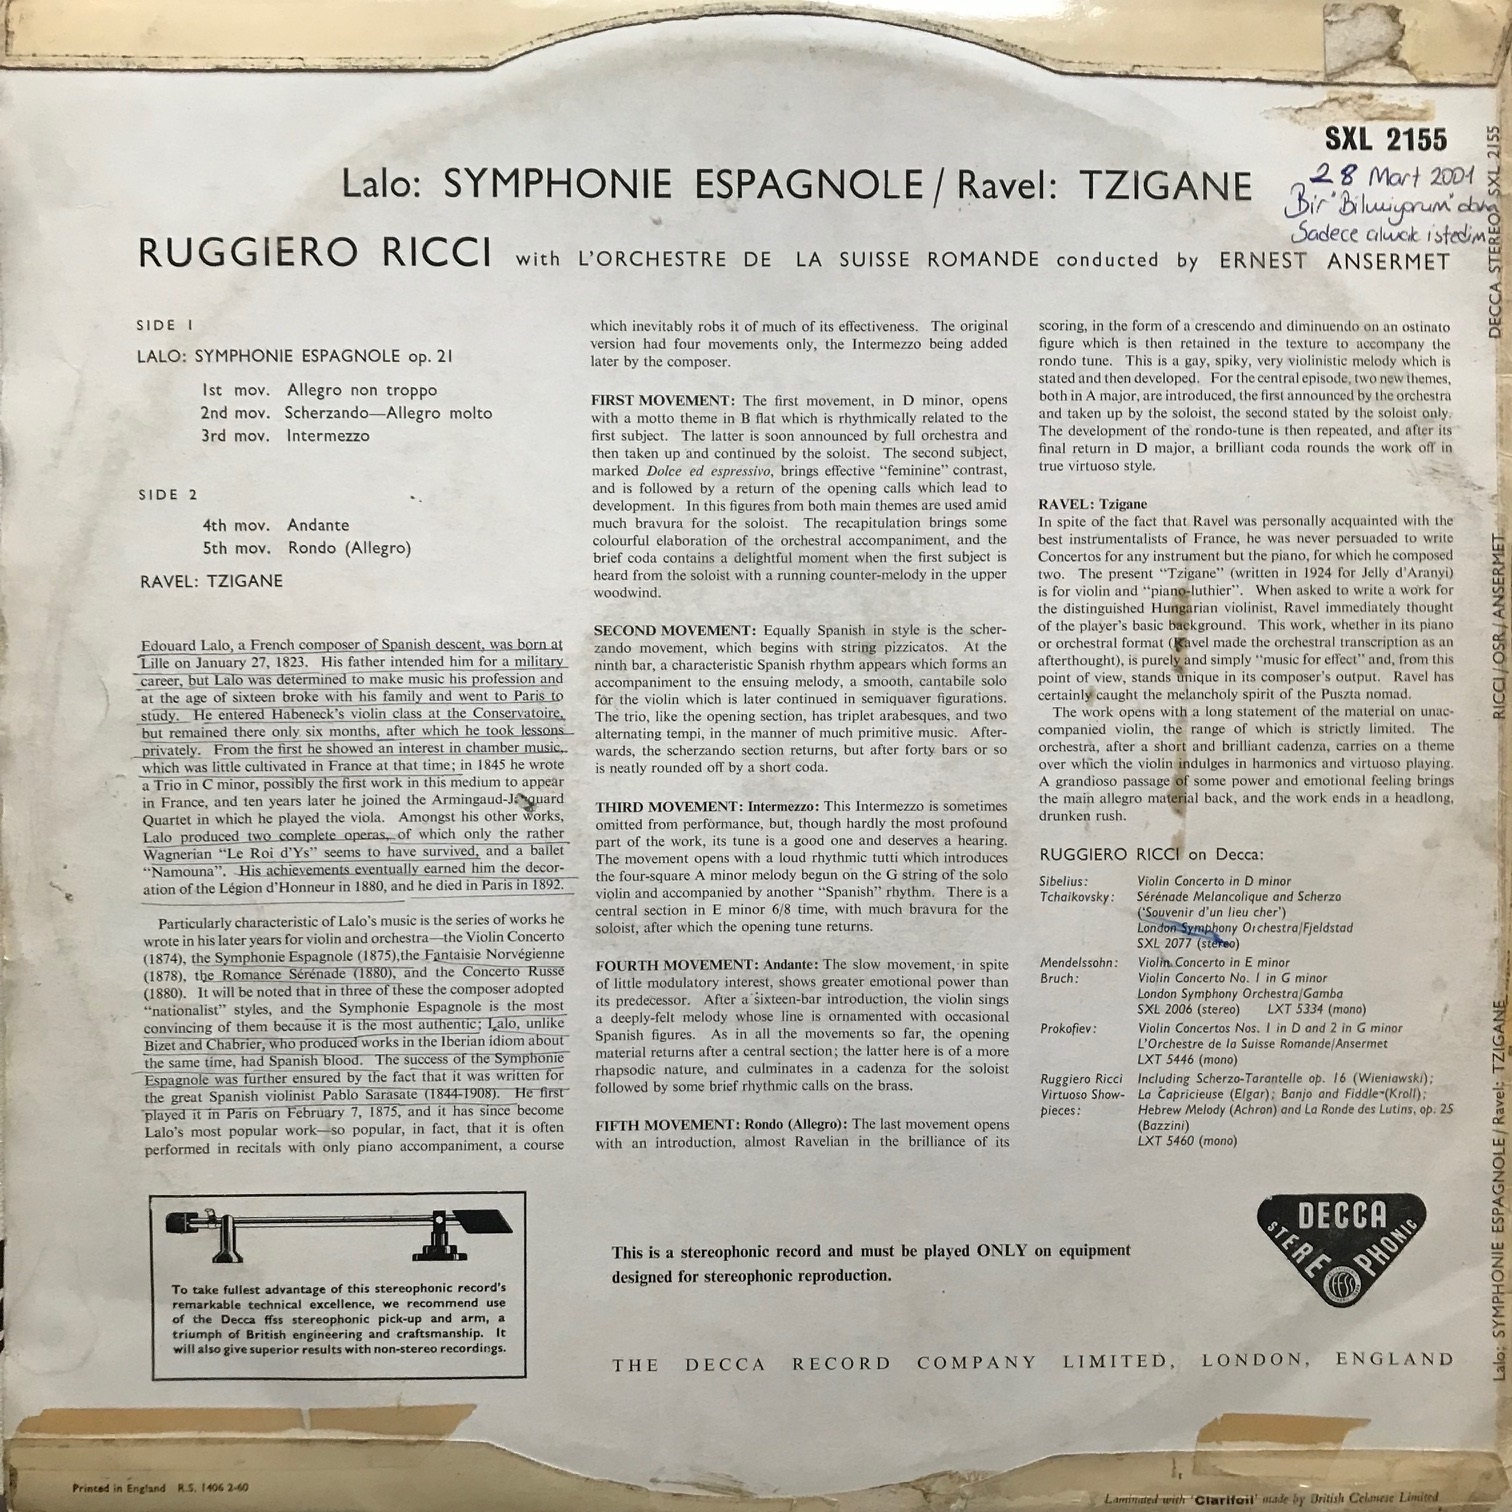 SXL 2155
28 Mart 2001
Bir "Bilmiyorum" daha
Sadece almak istedim
Lalo: SYMPHONIE ESPAGNOLE / Ravel: TZIGANE
RUGGIERO RICCI with L'ORCHESTRE DE LA SUISSE ROMANDE conducted by ERNEST ANSERMET
SIDE 1
LALO: SYMPHONIE ESPAGNOLE op. 21
1st mov. Allegro non troppo
2nd mov. Scherzando—Allegro molto
3rd mov. Intermezzo
SIDE 2
4th mov. Andante
5th mov. Rondo (Allegro)
RAVEL: TZIGANE
Edouard Lalo, a French composer of Spanish descent, was born at
Lille on January 27, 1823. His father intended him for a military
career, but Lalo was determined to make music his profession and
at the age of sixteen broke with his family and went to Paris to
study. He entered Habeneck's violin class at the Conservatoire,
but remained there only six months, after which he took lessons
privately. From the first he showed an interest in chamber music,
which was little cultivated in France at that time; in 1845 he wrote
a Trio in C minor, possibly the first work in this medium to appear
in France, and ten years later he joined the Armingaud-Jacquard
Quartet in which he played the viola. Amongst his other works,
Lalo produced two complete operas, of which only the rather
Wagnerian "Le Roi d'Ys" seems to have survived, and a ballet
"Namouna". His achievements eventually earned him the decor-
ation of the Légion d'Honneur in 1880, and he died in Paris in 1892.
Particularly characteristic of Lalo's music is the series of works he
wrote in his later years for violin and orchestra—the Violin Concerto
(1874), the Symphonie Espagnole (1875),the Fantaisie Norvégienne
(1878), the Romance Sérénade (1880), and the Concerto Russe
(1880). It will be noted that in three of these the composer adopted
"nationalist" styles, and the Symphonie Espagnole is the most
convincing of them because it is the most authentic; Lalo, unlike
Bizet and Chabrier, who produced works in the Iberian idiom about
the same time, had Spanish blood. The success of the Symphonie
Espagnole was further ensured by the fact that it was written for
the great Spanish violinist Pablo Sarasate (1844-1908). He first
played it in Paris on February 7, 1875, and it has since become
Lalo's most popular work—so popular, in fact, that it is often
performed in recitals with only piano accompaniment, a course
which inevitably robs it of much of its effectiveness. The original
version had four movements only, the Intermezzo being added
later by the composer.
FIRST MOVEMENT: The first movement, in D minor, opens
with a motto theme in B flat which is rhythmically related to the
first subject. The latter is soon announced by full orchestra and
then taken up and continued by the soloist. The second subject,
marked Dolce ed espressivo, brings effective "feminine" contrast,
and is followed by a return of the opening calls which lead to
development. In this figures from both main themes are used amid
much bravura for the soloist. The recapitulation brings some
colourful elaboration of the orchestral accompaniment, and the
brief coda contains a delightful moment when the first subject is
heard from the soloist with a running counter-melody in the upper
woodwind.
SECOND MOVEMENT: Equally Spanish in style is the scher-
zando movement, which begins with string pizzicatos. At the
ninth bar, a characteristic Spanish rhythm appears which forms an
accompaniment to the ensuing melody, a smooth, cantabile solo
for the violin which is later continued in semiquaver figurations.
The trio, like the opening section, has triplet arabesques, and two
alternating tempi, in the manner of much primitive music. After-
wards, the scherzando section returns, but after forty bars or so
is neatly rounded off by a short coda.
THIRD MOVEMENT: Intermezzo: This Intermezzo is sometimes
omitted from performance, but, though hardly the most profound
part of the work, its tune is a good one and deserves a hearing.
The movement opens with a loud rhythmic tutti which introduces
the four-square A minor melody begun on the G string of the solo
violin and accompanied by another "Spanish" rhythm. There is a
central section in E minor 6/8 time, with much bravura for the
soloist, after which the opening tune returns.
FOURTH MOVEMENT: Andante: The slow movement, in spite
of little modulatory interest, shows greater emotional power than
its predecessor. After a sixteen-bar introduction, the violin sings
a deeply-felt melody whose line is ornamented with occasional
Spanish figures. As in all the movements so far, the opening
material returns after a central section; the latter here is of a more
rhapsodic nature, and culminates in a cadenza for the soloist
followed by some brief rhythmic calls on the brass.
FIFTH MOVEMENT: Rondo (Allegro): The last movement opens
with an introduction, almost Ravelian in the brilliance of its
scoring, in the form of a crescendo and diminuendo on an ostinato
figure which is then retained in the texture to accompany the
rondo tune. This is a gay, spiky, very violinistic melody which is
stated and then developed. For the central episode, two new themes,
both in A major, are introduced, the first announced by the orchestra
and taken up by the soloist, the second stated by the soloist only.
The development of the rondo-tune is then repeated, and after its
final return in D major, a brilliant coda rounds the work off in
true virtuoso style.
RAVEL: Tzigane
In spite of the fact that Ravel was personally acquainted with the
best instrumentalists of France, he was never persuaded to write
Concertos for any instrument but the piano, for which he composed
two. The present "Tzigane" (written in 1924 for Jelly d'Aranyi)
is for violin and "piano-luthier". When asked to write a work for
the distinguished Hungarian violinist, Ravel immediately thought
of the player's basic background. This work, whether in its piano
or orchestral format (Ravel made the orchestral transcription as an
afterthought), is purely and simply "music for effect" and, from this
point of view, stands unique in its composer's output. Ravel has
certainly caught the melancholy spirit of the Puszta nomad.
The work opens with a long statement of the material on unac-
companied violin, the range of which is strictly limited. The
orchestra, after a short and brilliant cadenza, carries on a theme
over which the violin indulges in harmonics and virtuoso playing.
A grandioso passage of some power and emotional feeling brings
the main allegro material back, and the work ends in a headlong,
drunken rush.
RUGGIERO RICCI on Decca:
Sibelius: Violin Concerto in D minor
Tchaikovsky: Sérénade Melancolique and Scherzo
('Souvenir d'un lieu cher')
London Symphony Orchestra/Fjeldstad
SXL 2077 (stereo)
Mendelssohn: Violin Concerto in E minor
Bruch: Violin Concerto No. 1 in G minor
London Symphony Orchestra/Gamba
SXL 2006 (stereo) LXT 5334 (mono)
Prokofiev: Violin Concertos Nos. 1 in D and 2 in G minor
L'Orchestre de la Suisse Romande/Ansermet
LXT 5446 (mono)
Ruggiero Ricci Including Scherzo-Tarantelle op. 16 (Wieniawski);
Virtuoso Show- La Capricieuse (Elgar); Banjo and Fiddle (Kroll);
pieces: Hebrew Melody (Achron) and La Ronde des Lutins, op. 25
(Bazzini)
LXT 5460 (mono)
To take fullest advantage of this stereophonic record's
remarkable technical excellence, we recommend use
of the Decca ffss stereophonic pick-up and arm, a
triumph of British engineering and craftsmanship. It
will also give superior results with non-stereo recordings.
This is a stereophonic record and must be played ONLY on equipment
designed for stereophonic reproduction.
DECCA
STEREOPHONIC
ffss
THE DECCA RECORD COMPANY LIMITED, LONDON, ENGLAND
Printed in England R.S. 1406 2-60
Laminated with 'Clarifoil' made by British Celanese Limited
DECCA STEREO SXL 2155
RICCI/OSR/ANSERMET
Lalo: SYMPHONIE ESPAGNOLE/Ravel: TZIGANE